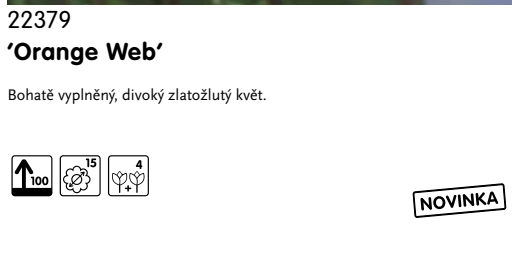 22379
‘Orange Web’
Bohatě vyplněný, divoký zlatožlutý květ.
100 15 4
NOVINKA